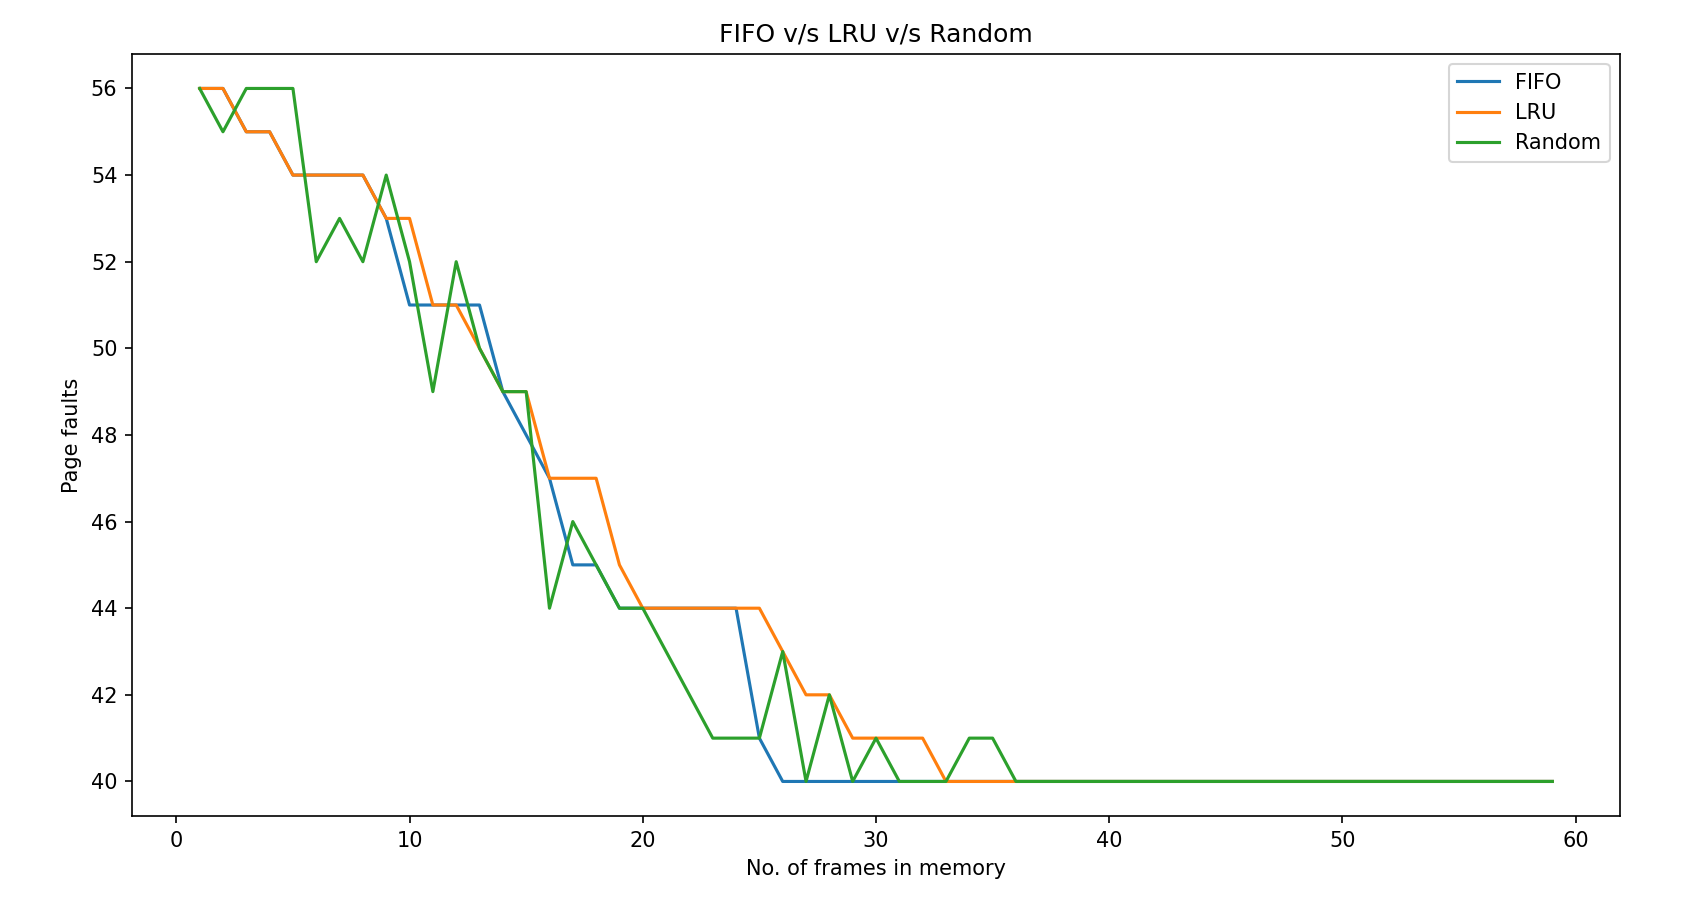 FIFO v/s LRU v/s Random
FIFO
LRU
Random
Page faults
56
54
52
50
48
46
44
42
40
0 10 20 30 40 50 60
No. of frames in memory